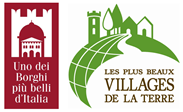 Uno dei
Borghi
più belli
d'Italia
LES PLUS BEAUX
VILLAGES
DE LA TERRE